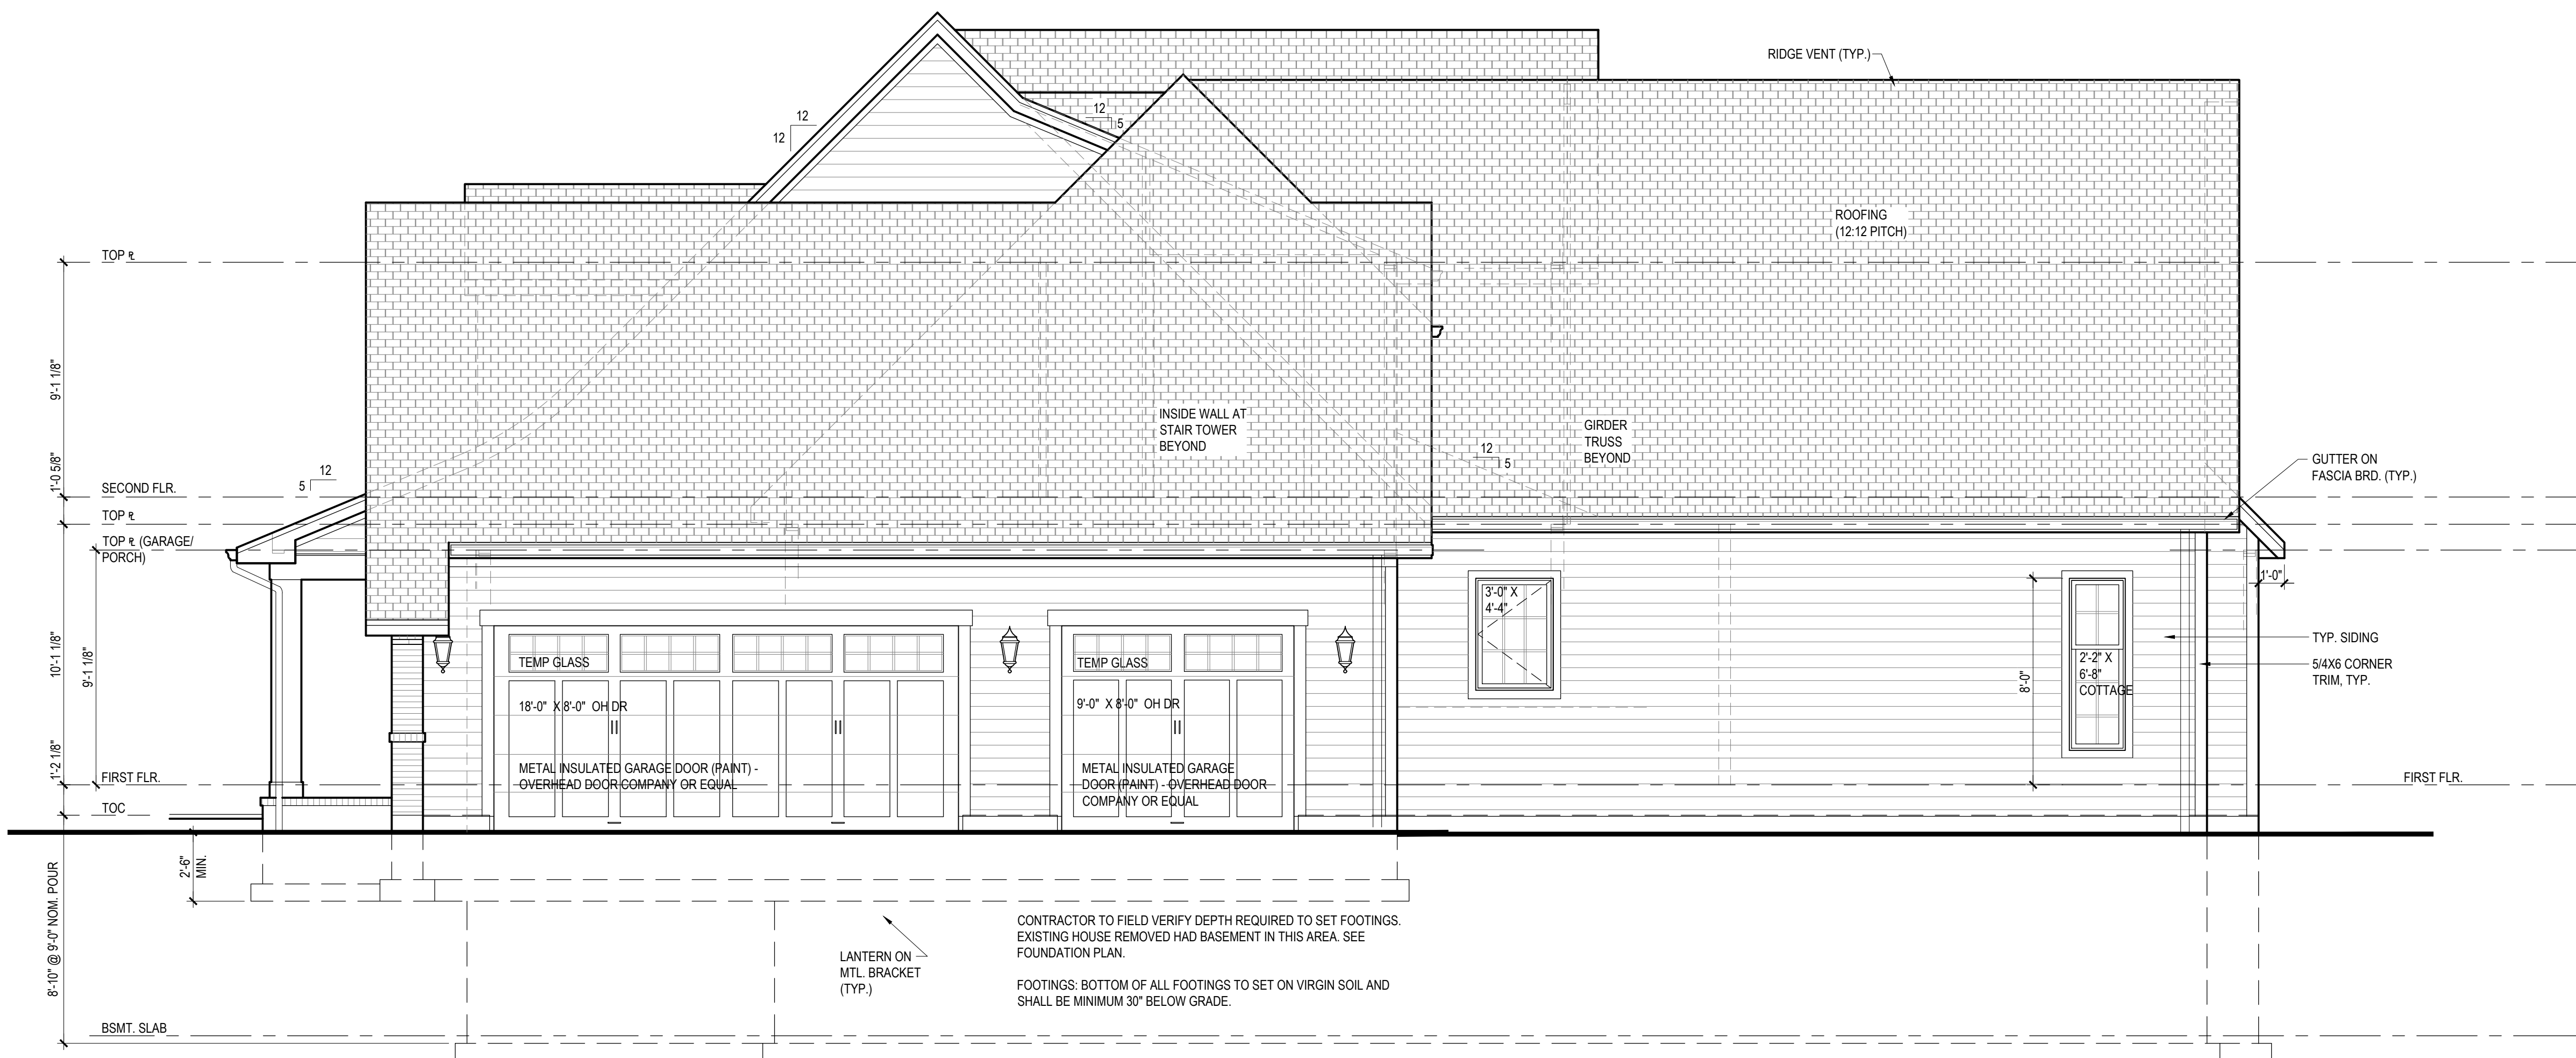 RIDGE VENT (TYP.)
12
12
12
5
ROOFING
(12:12 PITCH)
TOP ⅊
9'-1 1/8"
INSIDE WALL AT
STAIR TOWER
BEYOND
GIRDER
TRUSS
BEYOND
12
5
12
5
GUTTER ON
FASCIA BRD. (TYP.)
1'-0 5/8"
SECOND FLR.
TOP ⅊
TOP ⅊ (GARAGE/
PORCH)
1'-0"
3'-0" X
4'-4"
10'-1 1/8"
9'-1 1/8"
8'-0"
TYP. SIDING
5/4X6 CORNER
TRIM, TYP.
2'-2" X
6'-8"
COTTAGE
TEMP GLASS
18'-0" X 8'-0" OH DR
METAL INSULATED GARAGE DOOR (PAINT) -
OVERHEAD DOOR COMPANY OR EQUAL
TEMP GLASS
9'-0" X 8'-0" OH DR
METAL INSULATED GARAGE
DOOR (PAINT) - OVERHEAD DOOR
COMPANY OR EQUAL
1'-2 1/8"
FIRST FLR.
FIRST FLR.
TOC
2'-6"
MIN.
8'-10" @ 9'-0" NOM. POUR
LANTERN ON
MTL. BRACKET
(TYP.)
CONTRACTOR TO FIELD VERIFY DEPTH REQUIRED TO SET FOOTINGS.
EXISTING HOUSE REMOVED HAD BASEMENT IN THIS AREA. SEE
FOUNDATION PLAN.
FOOTINGS: BOTTOM OF ALL FOOTINGS TO SET ON VIRGIN SOIL AND
SHALL BE MINIMUM 30" BELOW GRADE.
BSMT. SLAB